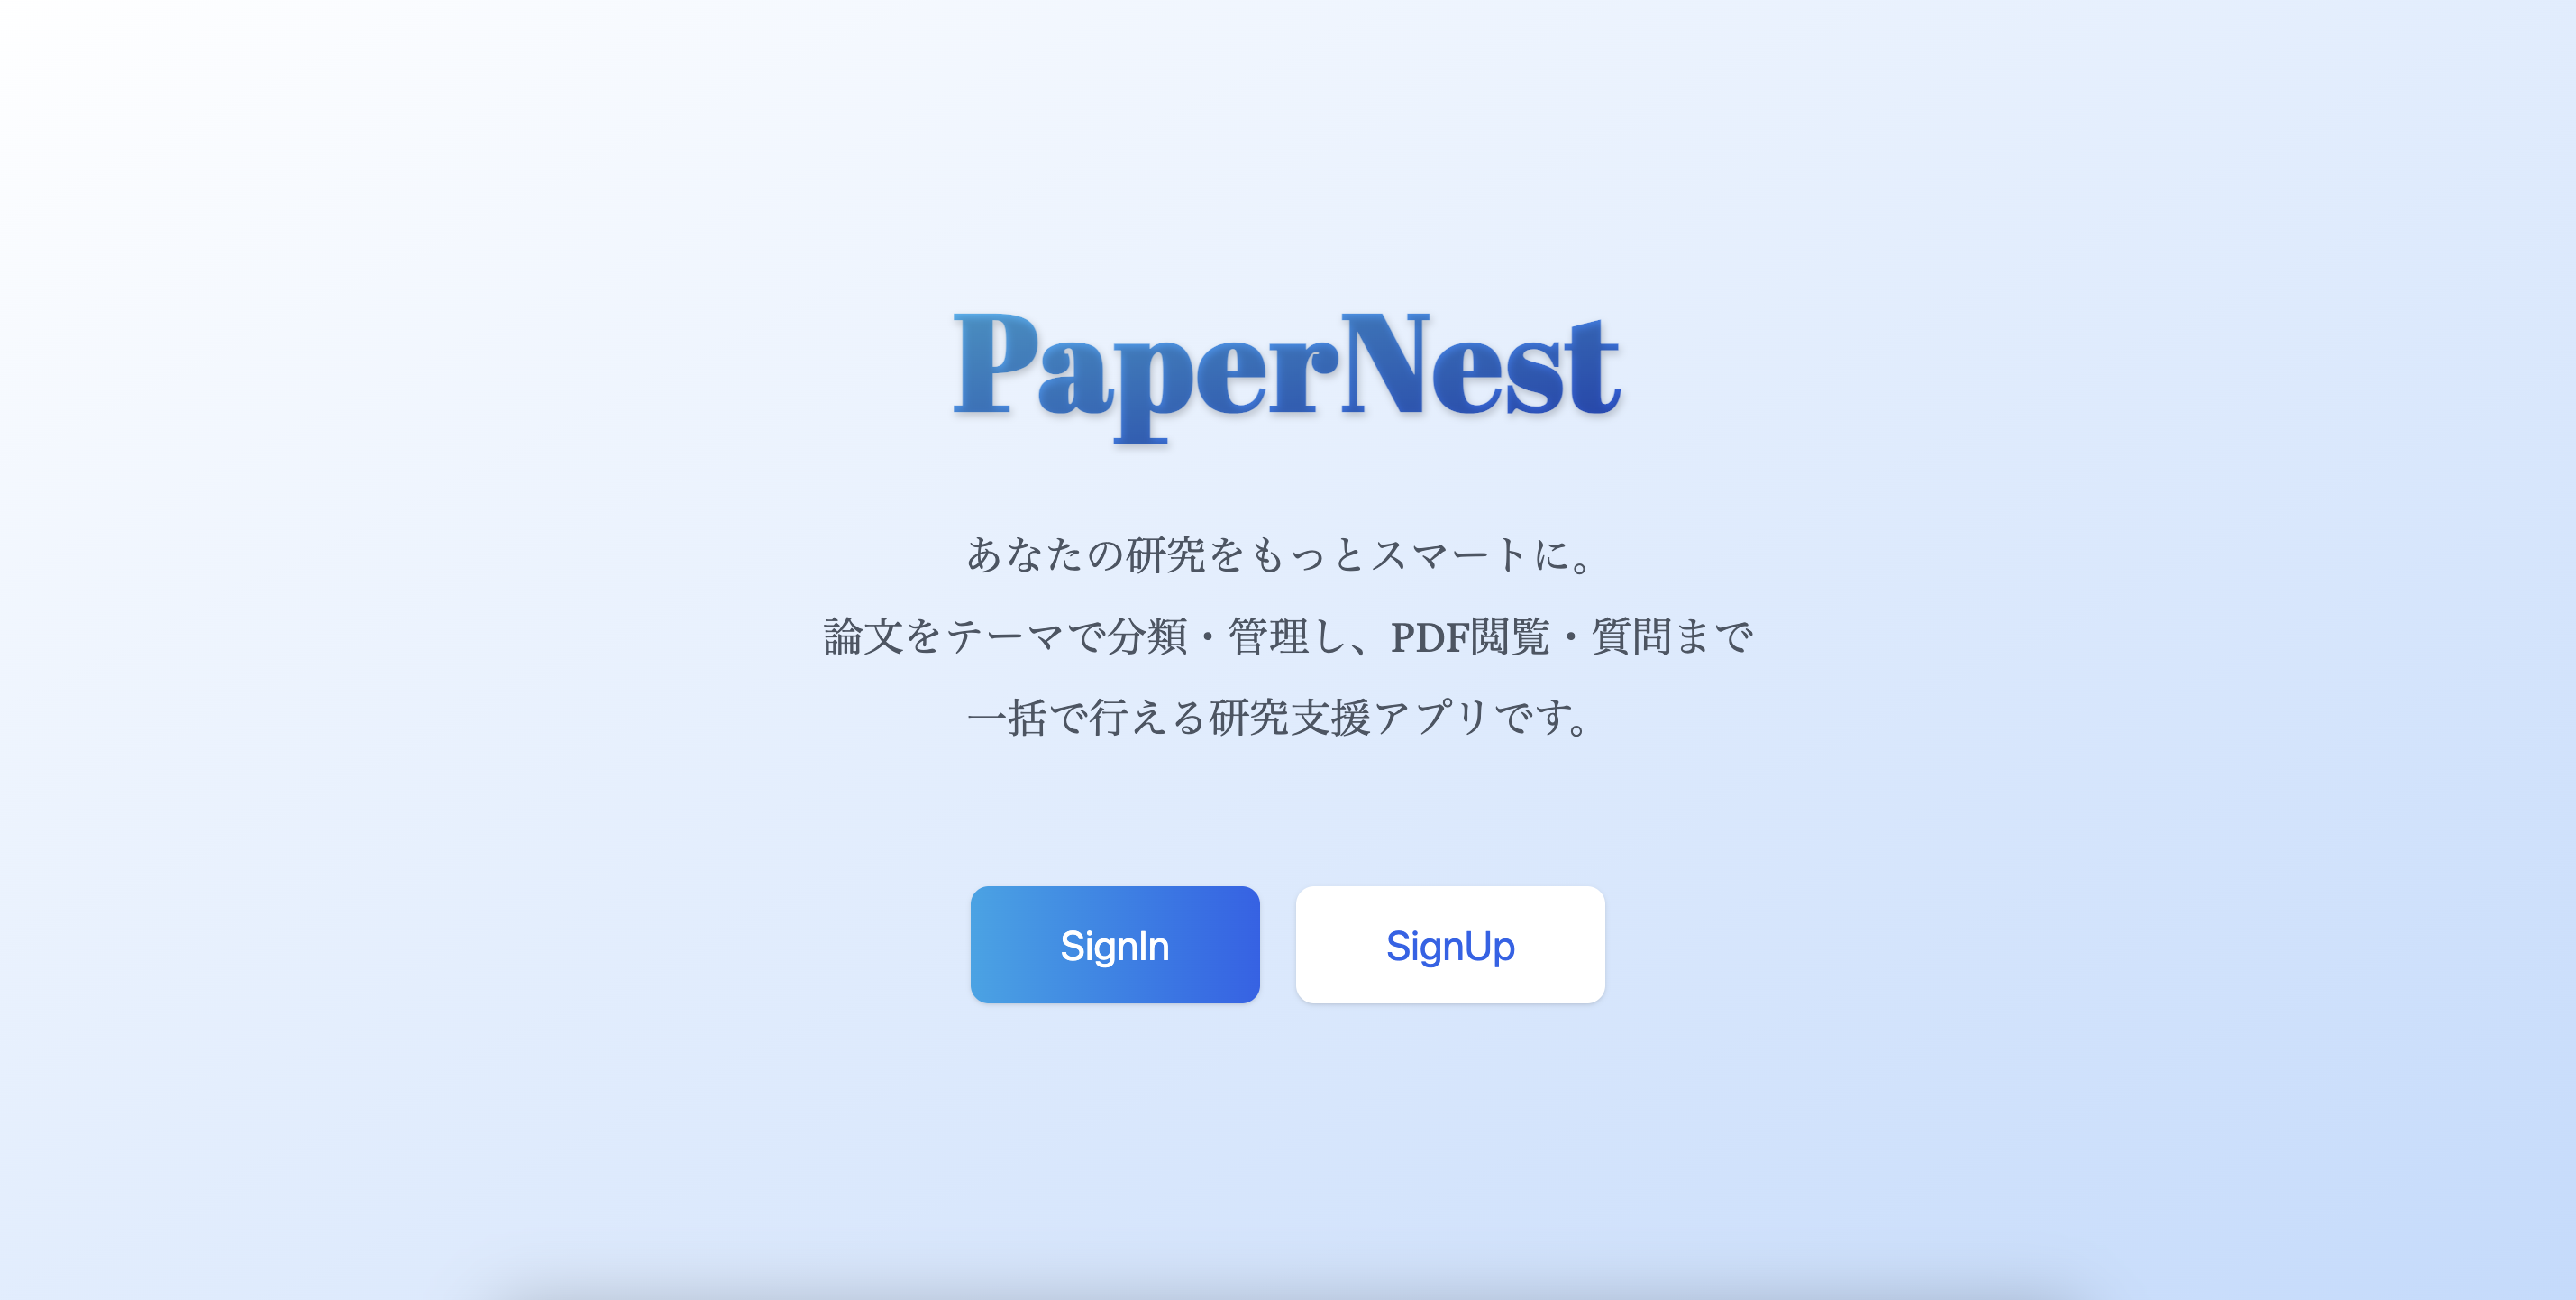 PaperNest
あなたの研究をもっとスマートに。
論文をテーマで分類・管理し、PDF閲覧・質問まで
一括で行える研究支援アプリです。
SignIn
SignUp